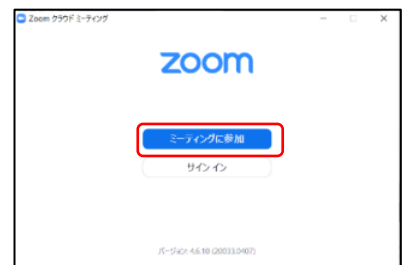 Zoom クラウド ミーティング
zoom
ミーティングに参加
サインイン
バージョン: 4.6.10 (20033.0407)